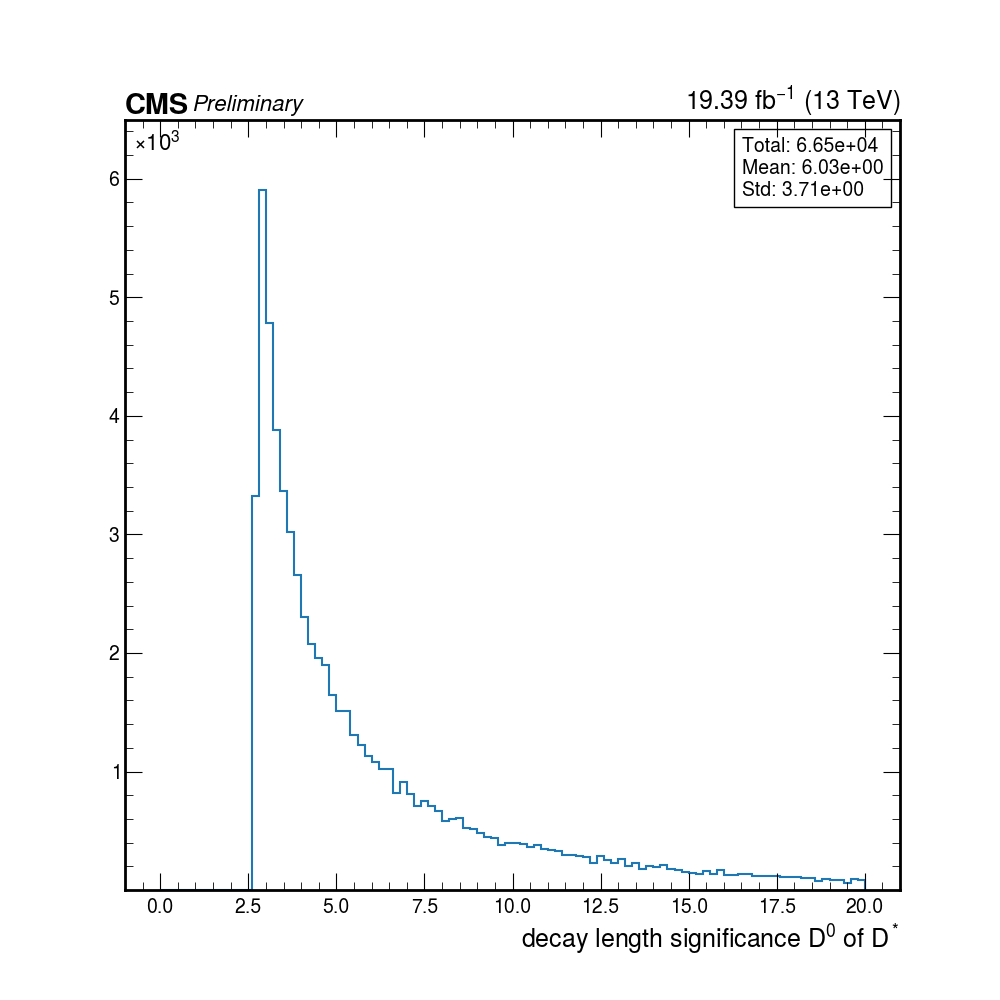 CMS Preliminary 19.39 fb⁻¹ (13 TeV)
×10³
Total: 6.65e+04
Mean: 6.03e+00
Std: 3.71e+00
6
5
4
3
2
1
0.0 2.5 5.0 7.5 10.0 12.5 15.0 17.5 20.0
decay length significance D⁰ of D*